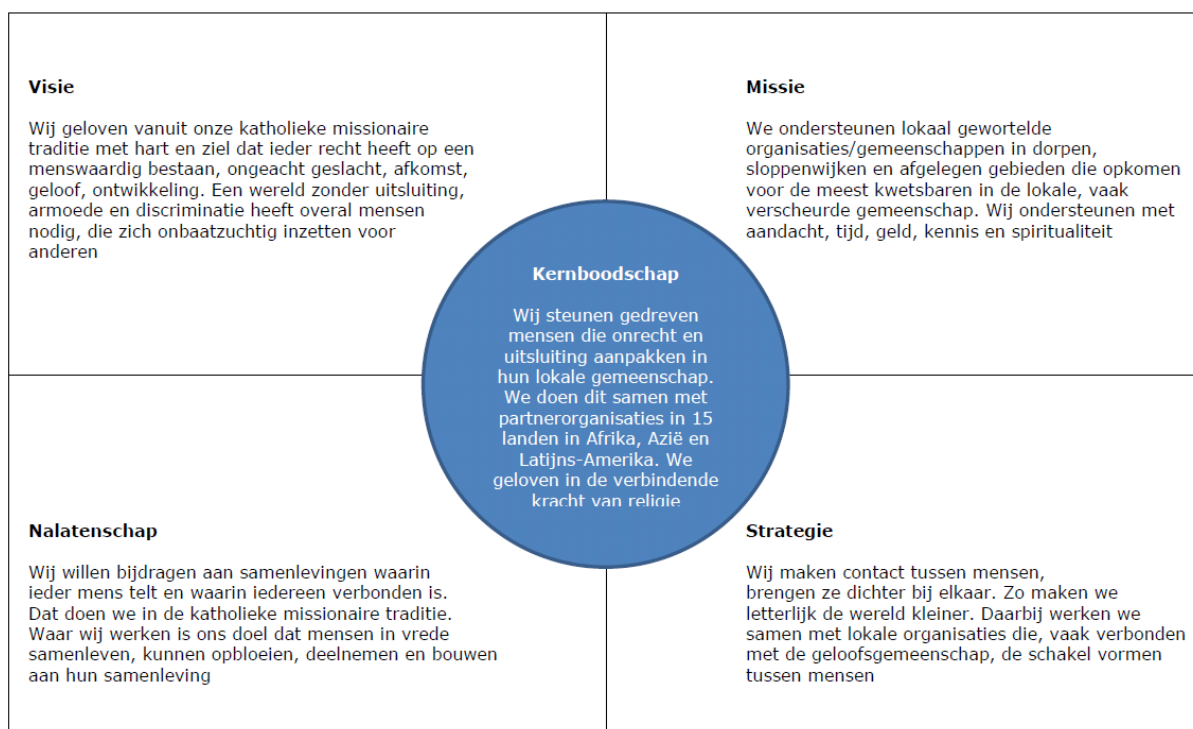 Visie
Wij geloven vanuit onze katholieke missionaire
traditie met hart en ziel dat ieder recht heeft op een
menswaardig bestaan, ongeacht geslacht, afkomst,
geloof, ontwikkeling. Een wereld zonder uitsluiting,
armoede en discriminatie heeft overal mensen
nodig, die zich onbaatzuchtig inzetten voor
anderen
Missie
We ondersteunen lokaal gewortelde
organisaties/gemeenschappen in dorpen,
sloppenwijken en afgelegen gebieden die opkomen
voor de meest kwetsbaren in de lokale, vaak
verscheurde gemeenschap. Wij ondersteunen met
aandacht, tijd, geld, kennis en spiritualiteit
Kernboodschap
Wij steunen gedreven
mensen die onrecht en
uitsluiting aanpakken in
hun lokale gemeenschap.
We doen dit samen met
partnerorganisaties in 15
landen in Afrika, Azië en
Latijns-Amerika. We
geloven in de verbindende
kracht van religie
Nalatenschap
Wij willen bijdragen aan samenlevingen waarin
ieder mens telt en waarin iedereen verbonden is.
Dat doen we in de katholieke missionaire traditie.
Waar wij werken is ons doel dat mensen in vrede
samenleven, kunnen opbloeien, deelnemen en bouwen
aan hun samenleving
Strategie
Wij maken contact tussen mensen,
brengen ze dichter bij elkaar. Zo maken we
letterlijk de wereld kleiner. Daarbij werken we
samen met lokale organisaties die, vaak verbonden
met de geloofsgemeenschap, de schakel vormen
tussen mensen